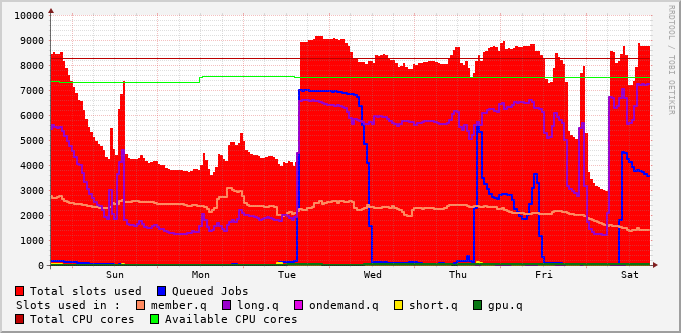 10000
9000
8000
7000
6000
5000
4000
3000
2000
1000
0
Sun Mon Tue Wed Thu Fri Sat
RRDTOOL / TOBI OETIKER
Total slots used Queued Jobs
Slots used in : member.q long.q ondemand.q short.q gpu.q
Total CPU cores Available CPU cores